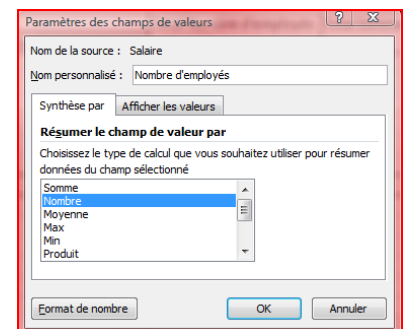 Paramètres des champs de valeurs
Nom de la source : Salaire
Nom personnalisé : Nombre d'employés
Synthèse par Afficher les valeurs
Résumer le champ de valeur par
Choisissez le type de calcul que vous souhaitez utiliser pour résumer
données du champ sélectionné
Somme
Nombre
Moyenne
Max
Min
Produit
Format de nombre OK Annuler